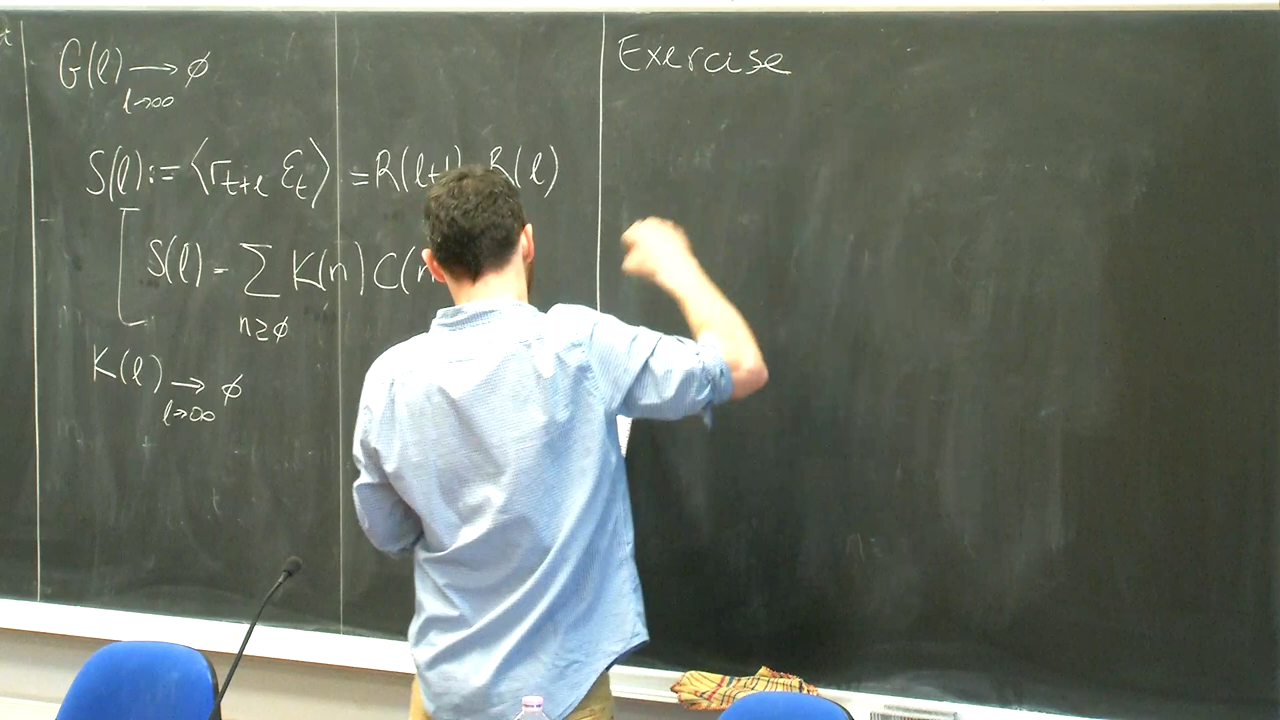 G(l) → ø
l→∞
S(l) := ⟨r_{t+l} ε_t⟩ = R(l+1) R(l)
S(l) = ∑ K(n) C(n
n≥ø
K(l) → ø
l→∞
Exercise